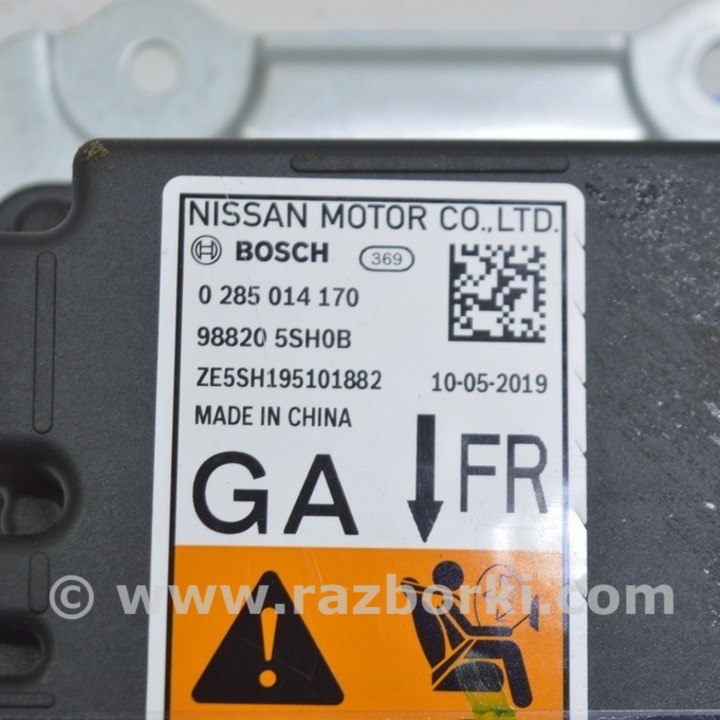 NISSAN MOTOR CO.,LTD.
BOSCH 369
0 285 014 170
98820 5SH0B
ZE5SH195101882 10-05-2019
MADE IN CHINA
GA FR
© www.razborki.com